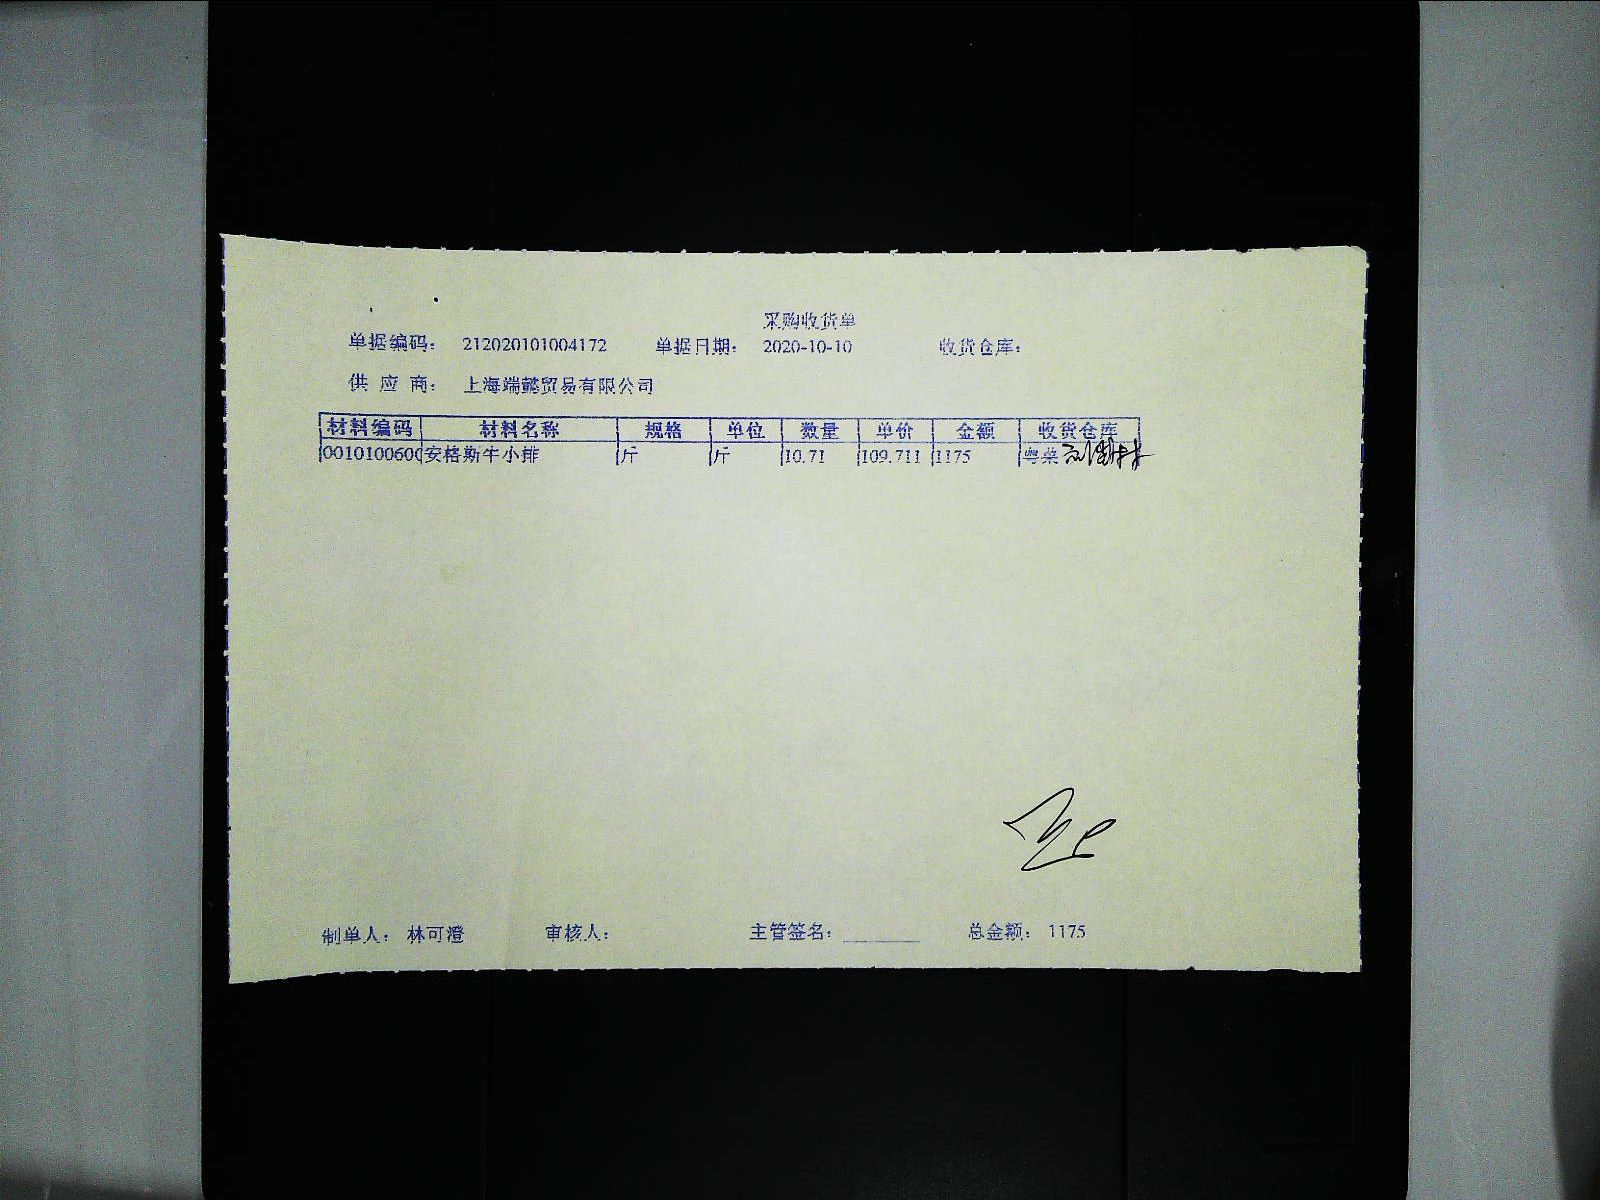 采购收货单
单据编码： 212020101004172 单据日期： 2020-10-10 收货仓库：
供 应 商： 上海端懿贸易有限公司
材料编码 材料名称 规格 单位 数量 单价 金额 收货仓库
0010100600 安格斯牛小排 斤 斤 10.71 109.711 1175 粤菜
制单人： 林可澄 审核人： 主管签名： 总金额： 1175